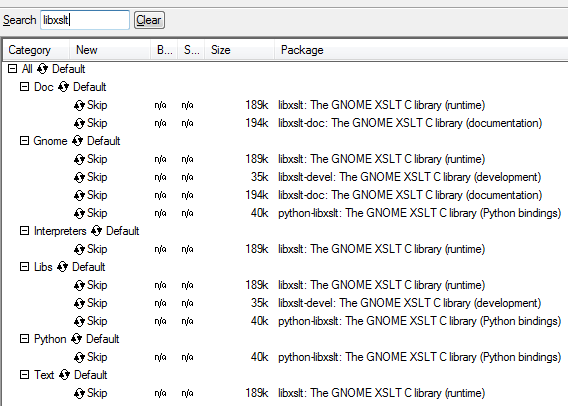 Search libxslt Clear
Category New B... S... Size Package
All Default
Doc Default
Skip n/a n/a 189k libxslt: The GNOME XSLT C library (runtime)
Skip n/a n/a 194k libxslt-doc: The GNOME XSLT C library (documentation)
Gnome Default
Skip n/a n/a 189k libxslt: The GNOME XSLT C library (runtime)
Skip n/a n/a 35k libxslt-devel: The GNOME XSLT C library (development)
Skip n/a n/a 194k libxslt-doc: The GNOME XSLT C library (documentation)
Skip n/a n/a 40k python-libxslt: The GNOME XSLT C library (Python bindings)
Interpreters Default
Skip n/a n/a 189k libxslt: The GNOME XSLT C library (runtime)
Libs Default
Skip n/a n/a 189k libxslt: The GNOME XSLT C library (runtime)
Skip n/a n/a 35k libxslt-devel: The GNOME XSLT C library (development)
Skip n/a n/a 40k python-libxslt: The GNOME XSLT C library (Python bindings)
Python Default
Skip n/a n/a 40k python-libxslt: The GNOME XSLT C library (Python bindings)
Text Default
Skip n/a n/a 189k libxslt: The GNOME XSLT C library (runtime)